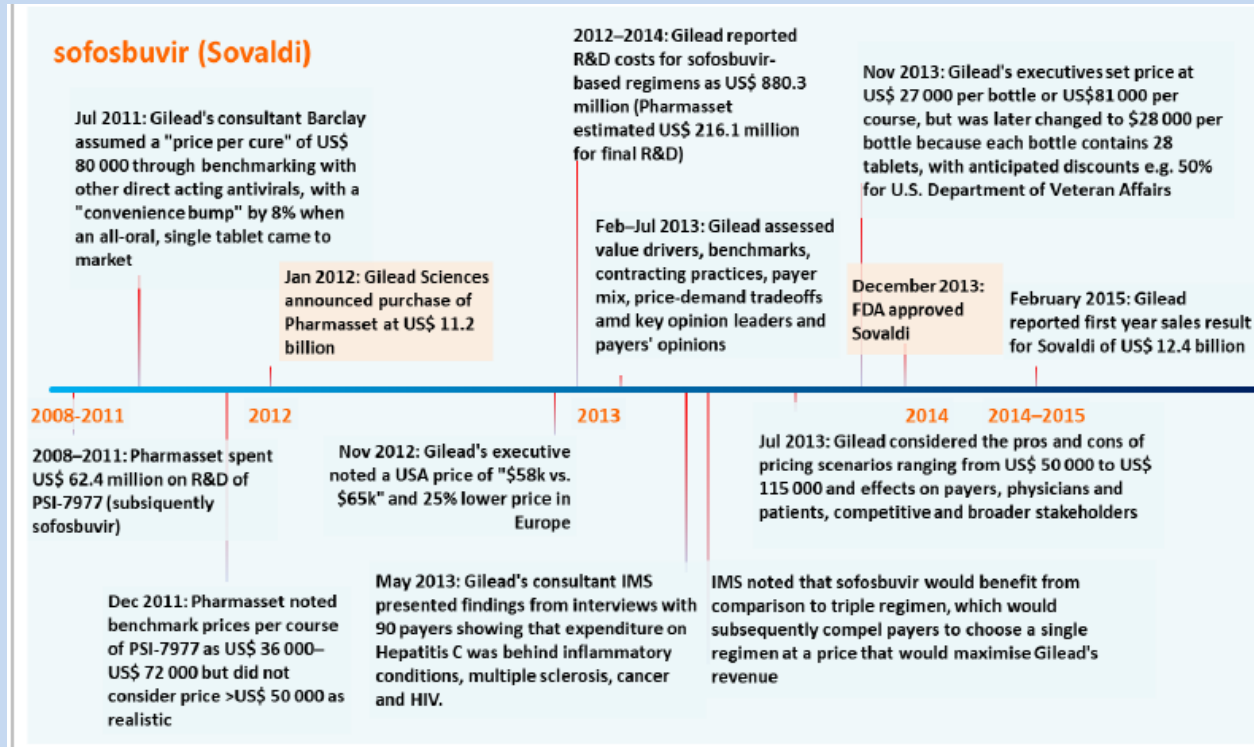 sofosbuvir (Sovaldi)
Jul 2011: Gilead's consultant Barclay
assumed a "price per cure" of US$
80 000 through benchmarking with
other direct acting antivirals, with a
"convenience bump" by 8% when
an all-oral, single tablet came to
market
Jan 2012: Gilead Sciences
announced purchase of
Pharmasset at US$ 11.2
billion
2012–2014: Gilead reported
R&D costs for sofosbuvir-
based regimens as US$ 880.3
million (Pharmasset
estimated US$ 216.1 million
for final R&D)
Feb–Jul 2013: Gilead assessed
value drivers, benchmarks,
contracting practices, payer
mix, price-demand tradeoffs
amd key opinion leaders and
payers' opinions
Nov 2013: Gilead's executives set price at
US$ 27 000 per bottle or US$81 000 per
course, but was later changed to $28 000 per
bottle because each bottle contains 28
tablets, with anticipated discounts e.g. 50%
for U.S. Department of Veteran Affairs
December 2013:
FDA approved
Sovaldi
February 2015: Gilead
reported first year sales result
for Sovaldi of US$ 12.4 billion
2008-2011
2012
2013
2014
2014–2015
2008–2011: Pharmasset spent
US$ 62.4 million on R&D of
PSI-7977 (subsiquently
sofosbuvir)
Dec 2011: Pharmasset noted
benchmark prices per course
of PSI-7977 as US$ 36 000–
US$ 72 000 but did not
consider price >US$ 50 000 as
realistic
Nov 2012: Gilead's executive
noted a USA price of "$58k vs.
$65k" and 25% lower price in
Europe
May 2013: Gilead's consultant IMS
presented findings from interviews with
90 payers showing that expenditure on
Hepatitis C was behind inflammatory
conditions, multiple sclerosis, cancer
and HIV.
IMS noted that sofosbuvir would benefit from
comparison to triple regimen, which would
subsequently compel payers to choose a single
regimen at a price that would maximise Gilead's
revenue
Jul 2013: Gilead considered the pros and cons of
pricing scenarios ranging from US$ 50 000 to US$
115 000 and effects on payers, physicians and
patients, competitive and broader stakeholders